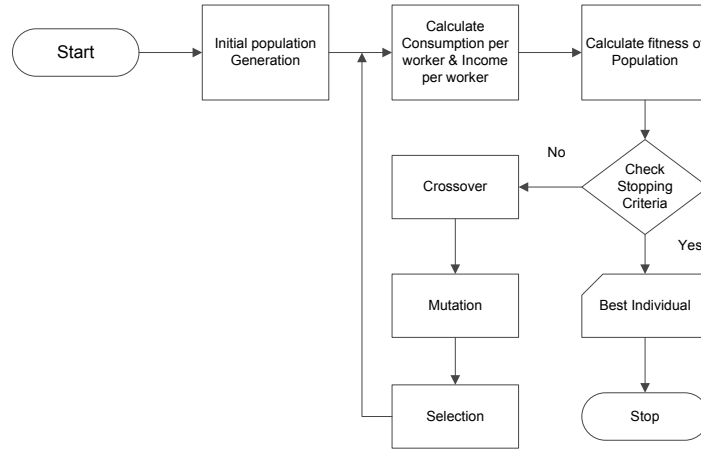 Start
Initial population
Generation
Calculate
Consumption per
worker & Income
per worker
Calculate fitness of
Population
No
Check
Stopping
Criteria
Crossover
Yes
Mutation
Best Individual
Selection
Stop